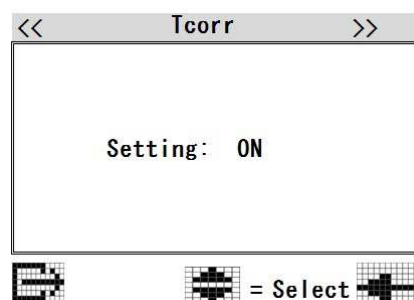 << Tcorr >>
Setting: ON
= Select